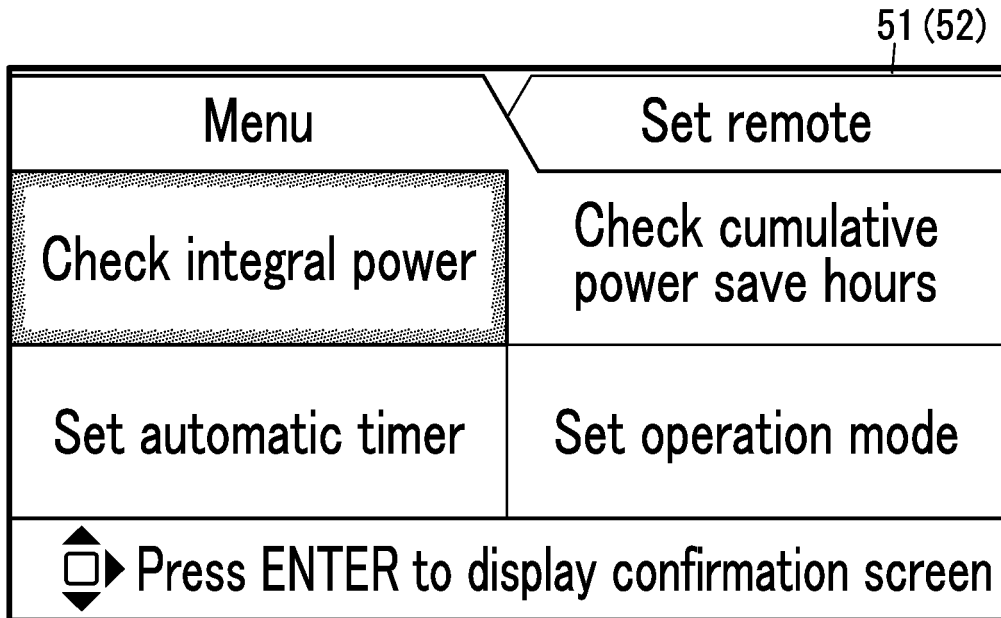 51 (52)
Menu
Set remote
Check integral power
Check cumulative
power save hours
Set automatic timer
Set operation mode
Press ENTER to display confirmation screen